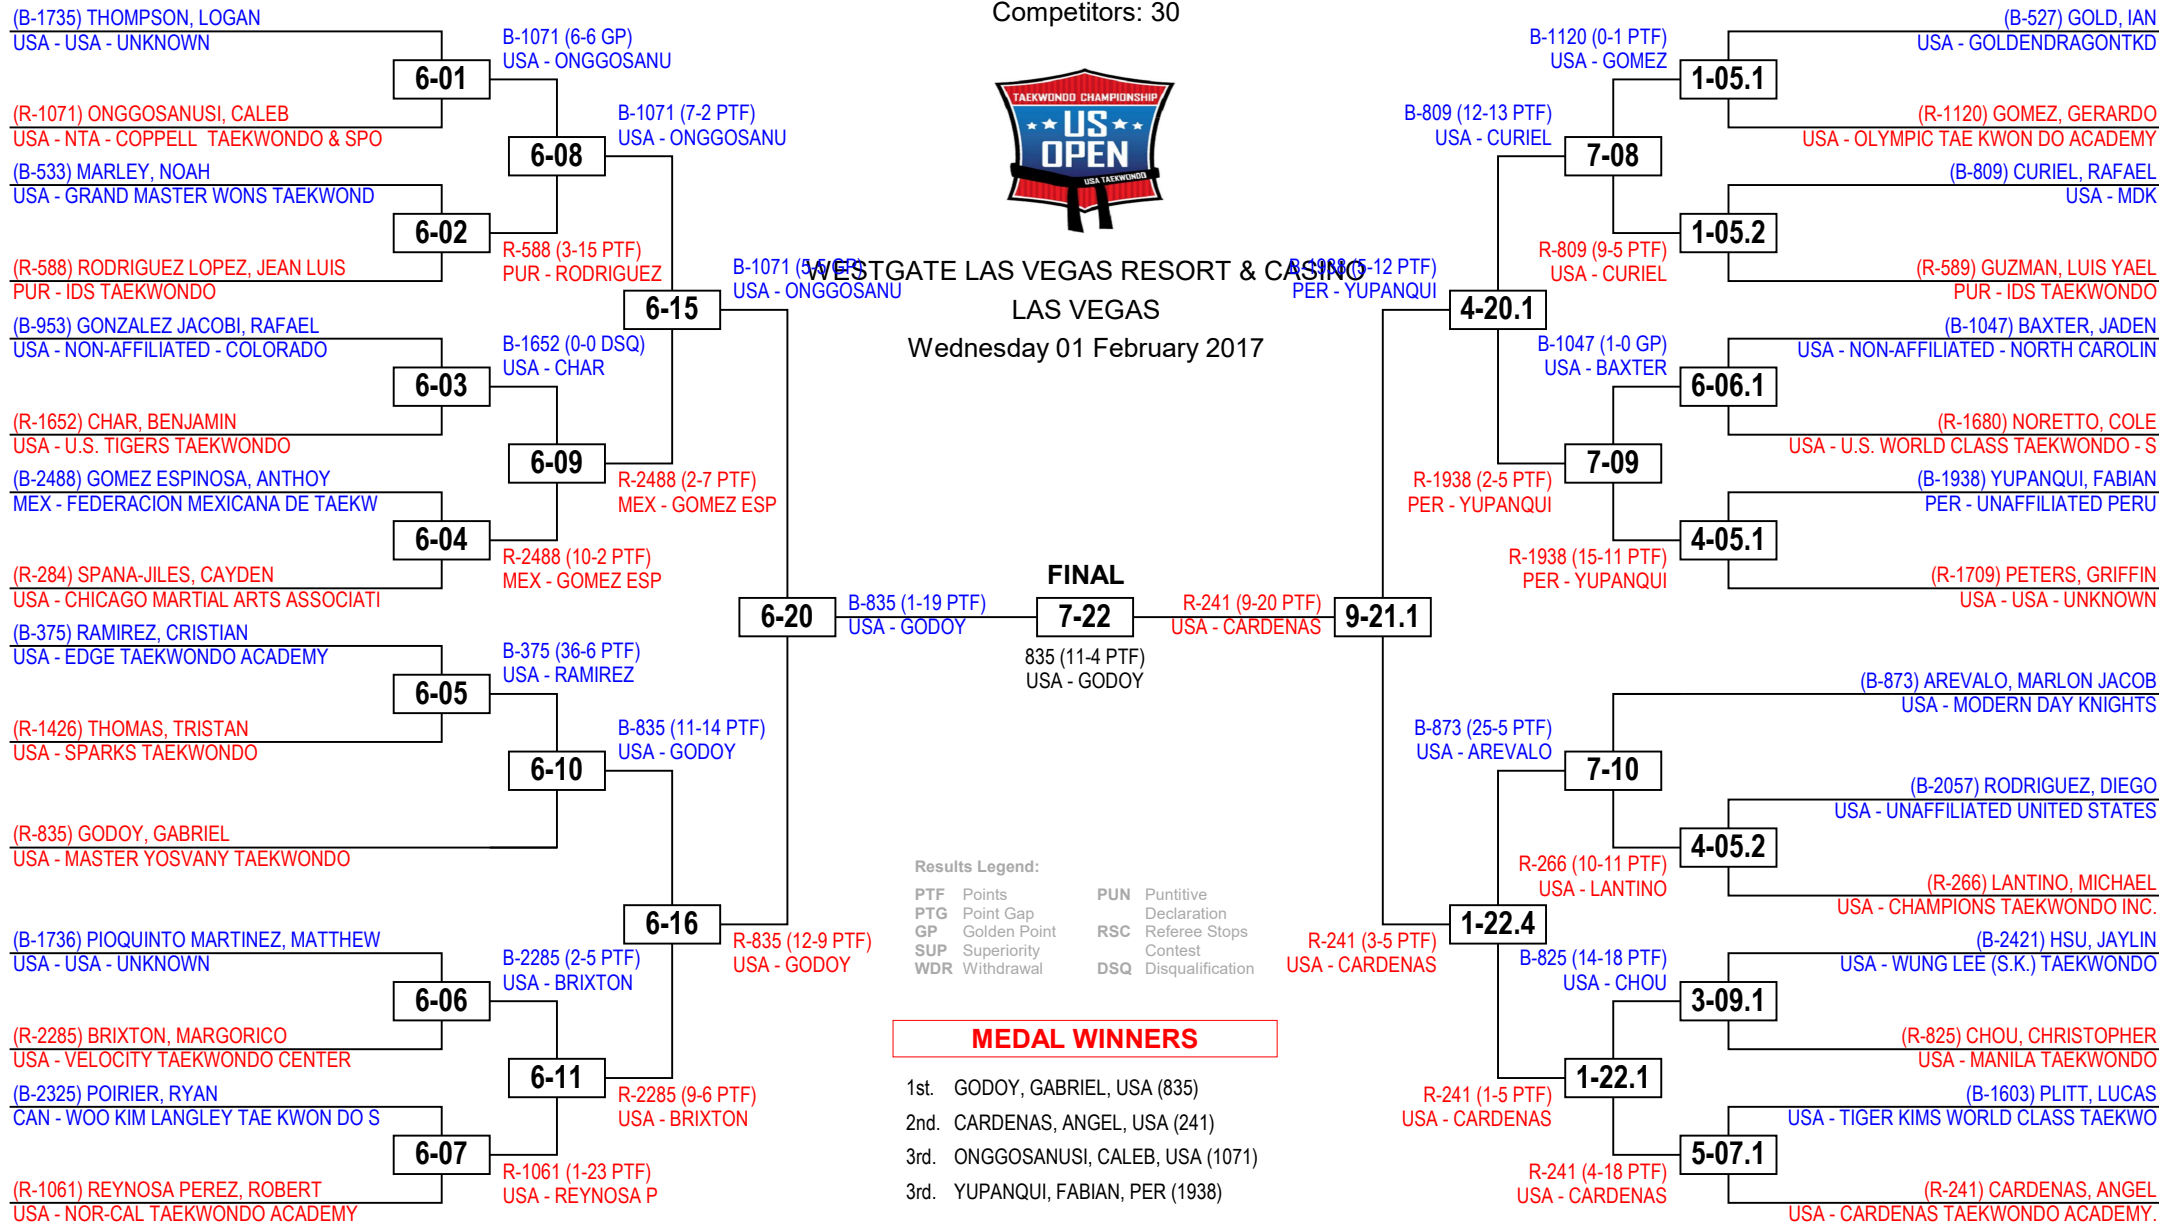 Competitors: 30
TAEKWONDO CHAMPIONSHIP
US
OPEN
USA TAEKWONDO
WESTGATE LAS VEGAS RESORT & CASINO
LAS VEGAS
Wednesday 01 February 2017
(B-1735) THOMPSON, LOGAN
USA - USA - UNKNOWN
6-01
(R-1071) ONGGOSANUSI, CALEB
USA - NTA - COPPELL TAEKWONDO & SPO
(B-533) MARLEY, NOAH
USA - GRAND MASTER WONS TAEKWOND
6-02
(R-588) RODRIGUEZ LOPEZ, JEAN LUIS
PUR - IDS TAEKWONDO
(B-953) GONZALEZ JACOBI, RAFAEL
USA - NON-AFFILIATED - COLORADO
6-03
(R-1652) CHAR, BENJAMIN
USA - U.S. TIGERS TAEKWONDO
(B-2488) GOMEZ ESPINOSA, ANTHOY
MEX - FEDERACION MEXICANA DE TAEKW
6-04
(R-284) SPANA-JILES, CAYDEN
USA - CHICAGO MARTIAL ARTS ASSOCIATI
(B-375) RAMIREZ, CRISTIAN
USA - EDGE TAEKWONDO ACADEMY
6-05
(R-1426) THOMAS, TRISTAN
USA - SPARKS TAEKWONDO
(R-835) GODOY, GABRIEL
USA - MASTER YOSVANY TAEKWONDO
(B-1736) PIOQUINTO MARTINEZ, MATTHEW
USA - USA - UNKNOWN
6-06
(R-2285) BRIXTON, MARGORICO
USA - VELOCITY TAEKWONDO CENTER
(B-2325) POIRIER, RYAN
CAN - WOO KIM LANGLEY TAE KWON DO S
6-07
(R-1061) REYNOSA PEREZ, ROBERT
USA - NOR-CAL TAEKWONDO ACADEMY
B-1071 (6-6 GP)
USA - ONGGOSANU
6-08
R-588 (3-15 PTF)
PUR - RODRIGUEZ
B-1652 (0-0 DSQ)
USA - CHAR
6-09
R-2488 (10-2 PTF)
MEX - GOMEZ ESP
B-375 (36-6 PTF)
USA - RAMIREZ
6-10
B-2285 (2-5 PTF)
USA - BRIXTON
6-11
R-1061 (1-23 PTF)
USA - REYNOSA P
B-1071 (7-2 PTF)
USA - ONGGOSANU
6-15
R-2488 (2-7 PTF)
MEX - GOMEZ ESP
B-835 (11-14 PTF)
USA - GODOY
6-16
R-2285 (9-6 PTF)
USA - BRIXTON
B-1071 (5-5 GP)
USA - ONGGOSANU
6-20
R-835 (12-9 PTF)
USA - GODOY
B-835 (1-19 PTF)
USA - GODOY
FINAL
7-22
835 (11-4 PTF)
USA - GODOY
R-241 (9-20 PTF)
USA - CARDENAS
9-21.1
B-1938 (5-12 PTF)
PER - YUPANQUI
4-20.1
R-241 (3-5 PTF)
USA - CARDENAS
1-22.4
B-809 (12-13 PTF)
USA - CURIEL
7-08
R-1938 (2-5 PTF)
PER - YUPANQUI
7-09
B-873 (25-5 PTF)
USA - AREVALO
7-10
R-241 (1-5 PTF)
USA - CARDENAS
1-22.1
B-1120 (0-1 PTF)
USA - GOMEZ
1-05.1
R-809 (9-5 PTF)
USA - CURIEL
1-05.2
B-1047 (1-0 GP)
USA - BAXTER
6-06.1
R-1938 (15-11 PTF)
PER - YUPANQUI
4-05.1
R-266 (10-11 PTF)
USA - LANTINO
4-05.2
B-825 (14-18 PTF)
USA - CHOU
3-09.1
R-241 (4-18 PTF)
USA - CARDENAS
5-07.1
(B-527) GOLD, IAN
USA - GOLDENDRAGONTKD
(R-1120) GOMEZ, GERARDO
USA - OLYMPIC TAE KWON DO ACADEMY
(B-809) CURIEL, RAFAEL
USA - MDK
(R-589) GUZMAN, LUIS YAEL
PUR - IDS TAEKWONDO
(B-1047) BAXTER, JADEN
USA - NON-AFFILIATED - NORTH CAROLIN
(R-1680) NORETTO, COLE
USA - U.S. WORLD CLASS TAEKWONDO - S
(B-1938) YUPANQUI, FABIAN
PER - UNAFFILIATED PERU
(R-1709) PETERS, GRIFFIN
USA - USA - UNKNOWN
(B-873) AREVALO, MARLON JACOB
USA - MODERN DAY KNIGHTS
(B-2057) RODRIGUEZ, DIEGO
USA - UNAFFILIATED UNITED STATES
(R-266) LANTINO, MICHAEL
USA - CHAMPIONS TAEKWONDO INC.
(B-2421) HSU, JAYLIN
USA - WUNG LEE (S.K.) TAEKWONDO
(R-825) CHOU, CHRISTOPHER
USA - MANILA TAEKWONDO
(B-1603) PLITT, LUCAS
USA - TIGER KIMS WORLD CLASS TAEKWO
(R-241) CARDENAS, ANGEL
USA - CARDENAS TAEKWONDO ACADEMY.
Results Legend:
PTF Points PUN Puntitive
PTG Point Gap Declaration
GP Golden Point RSC Referee Stops
SUP Superiority Contest
WDR Withdrawal DSQ Disqualification
MEDAL WINNERS
1st. GODOY, GABRIEL, USA (835)
2nd. CARDENAS, ANGEL, USA (241)
3rd. ONGGOSANUSI, CALEB, USA (1071)
3rd. YUPANQUI, FABIAN, PER (1938)